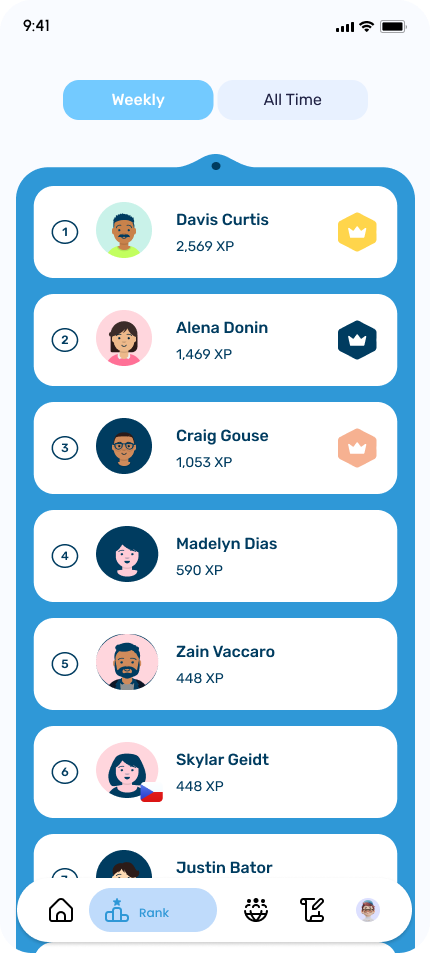 9:41
Weekly
All Time
1
Davis Curtis
2,569 XP
2
Alena Donin
1,469 XP
3
Craig Gouse
1,053 XP
4
Madelyn Dias
590 XP
5
Zain Vaccaro
448 XP
6
Skylar Geidt
448 XP
Justin Bator
Rank